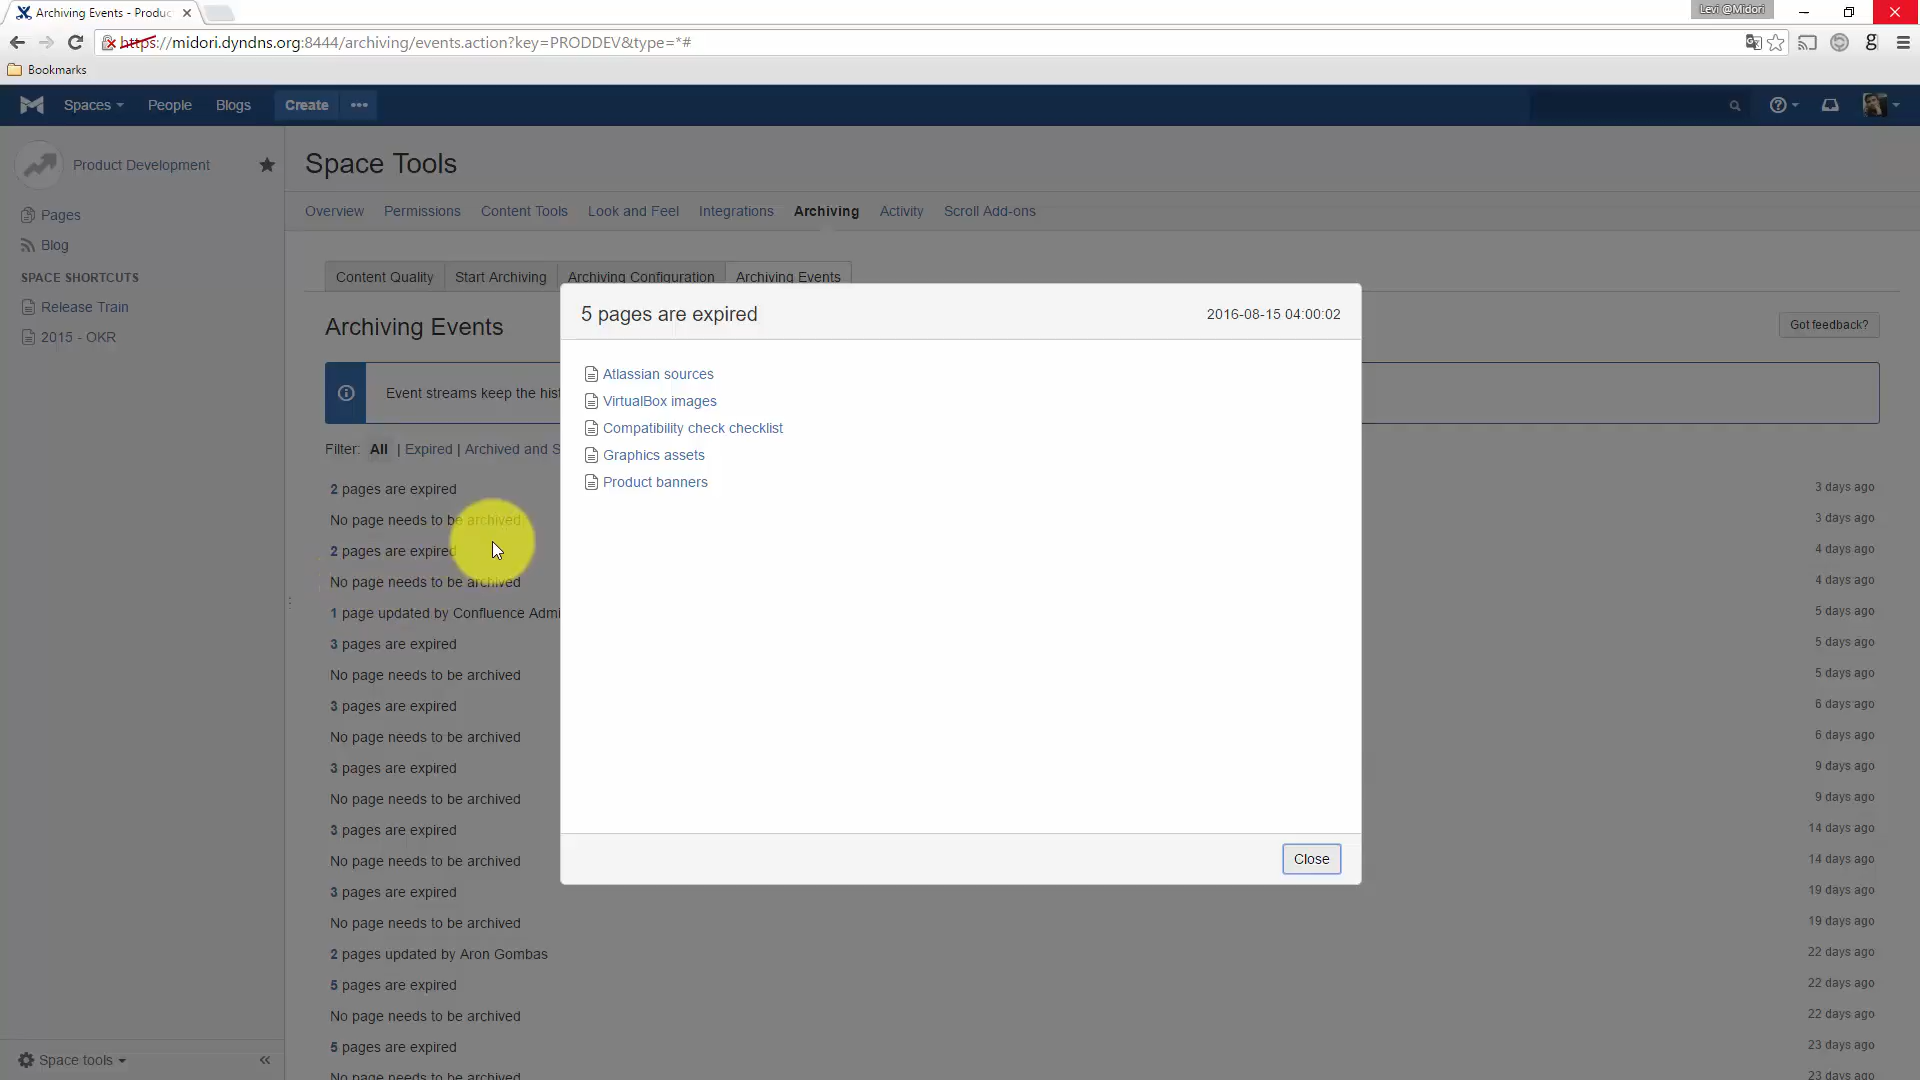 Archiving Events - Produc
Levi @Midori
https://midori.dyndns.org:8444/archiving/events.action?key=PRODDEV&type=*#
Bookmarks
Spaces People Blogs Create
Product Development
Space Tools
Overview Permissions Content Tools Look and Feel Integrations Archiving Activity Scroll Add-ons
Pages
Blog
SPACE SHORTCUTS
Release Train
2015 - OKR
Content Quality Start Archiving Archiving Configuration Archiving Events
Archiving Events
Got feedback?
Event streams keep the hist
Filter: All | Expired | Archived and S
5 pages are expired 2016-08-15 04:00:02
Atlassian sources
VirtualBox images
Compatibility check checklist
Graphics assets
Product banners
Close
2 pages are expired 3 days ago
No page needs to be archived 3 days ago
2 pages are expired 4 days ago
No page needs to be archived 4 days ago
1 page updated by Confluence Admi 5 days ago
3 pages are expired 5 days ago
No page needs to be archived 5 days ago
3 pages are expired 6 days ago
No page needs to be archived 6 days ago
3 pages are expired 9 days ago
No page needs to be archived 9 days ago
3 pages are expired 14 days ago
No page needs to be archived 14 days ago
3 pages are expired 19 days ago
No page needs to be archived 19 days ago
2 pages updated by Aron Gombas 22 days ago
5 pages are expired 22 days ago
No page needs to be archived 22 days ago
5 pages are expired 23 days ago
No page needs to be archived 23 days ago
Space tools